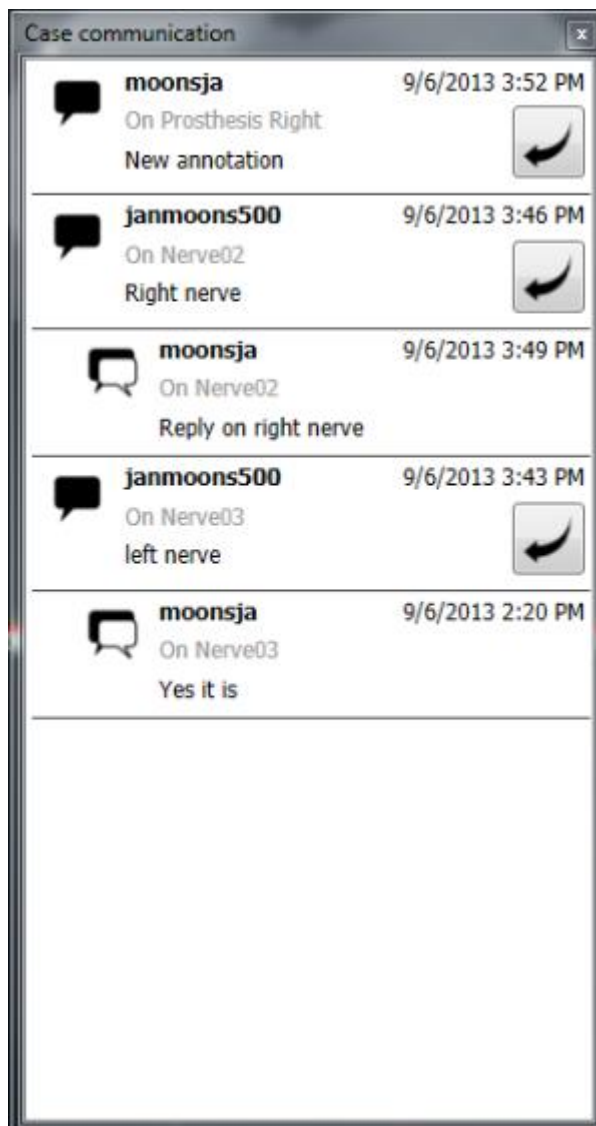 Case communication
moonsja 9/6/2013 3:52 PM
On Prosthesis Right
New annotation
janmoons500 9/6/2013 3:46 PM
On Nerve02
Right nerve
moonsja 9/6/2013 3:49 PM
On Nerve02
Reply on right nerve
janmoons500 9/6/2013 3:43 PM
On Nerve03
left nerve
moonsja 9/6/2013 2:20 PM
On Nerve03
Yes it is